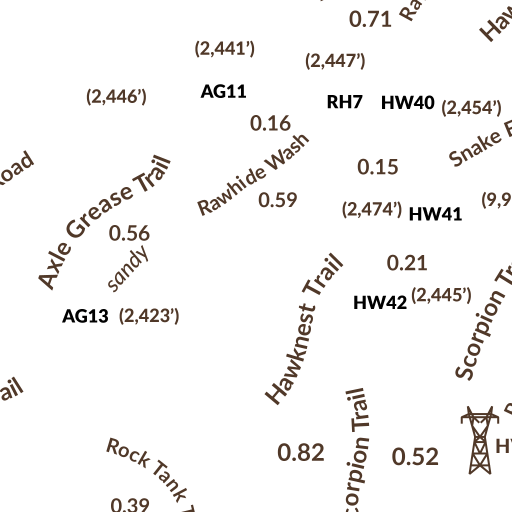 0.71
(2,441')
(2,447')
(2,446')
AG11
RH7
HW40
(2,454')
0.16
Rawhide Wash
0.15
0.59
(2,474')
HW41
Axle Grease Trail
0.56
sandy
0.21
HW42
(2,445')
AG13
(2,423')
Hawknest Trail
0.82
0.52
Rock Tank
0.39
Snake
Scorpion
Trail